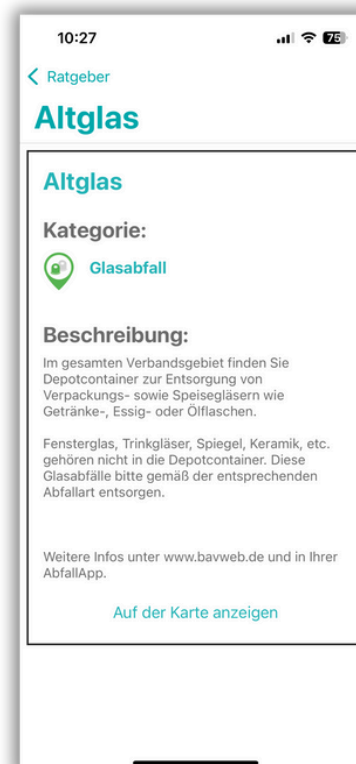 10:27
75
Ratgeber
Altglas
Altglas
Kategorie:
Glasabfall
Beschreibung:
Im gesamten Verbandsgebiet finden Sie
Depotcontainer zur Entsorgung von
Verpackungs- sowie Speisegläsern wie
Getränke-, Essig- oder Ölflaschen.
Fensterglas, Trinkgläser, Spiegel, Keramik, etc.
gehören nicht in die Depotcontainer. Diese
Glasabfälle bitte gemäß der entsprechenden
Abfallart entsorgen.
Weitere Infos unter www.bavweb.de und in Ihrer
AbfallApp.
Auf der Karte anzeigen